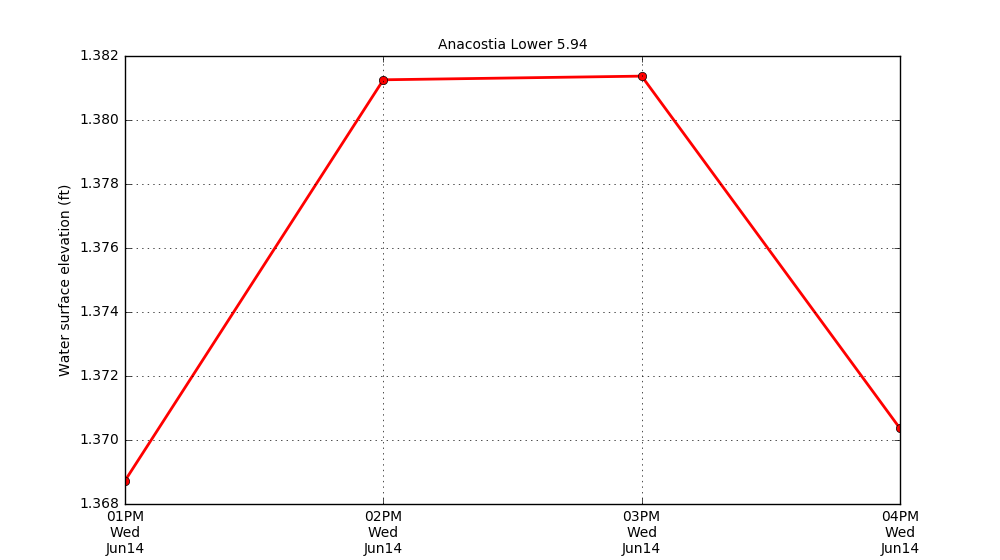 Anacostia Lower 5.94
1.382
1.380
1.378
1.376
1.374
1.372
1.370
1.368
Water surface elevation (ft)
01PM
Wed
Jun14
02PM
Wed
Jun14
03PM
Wed
Jun14
04PM
Wed
Jun14